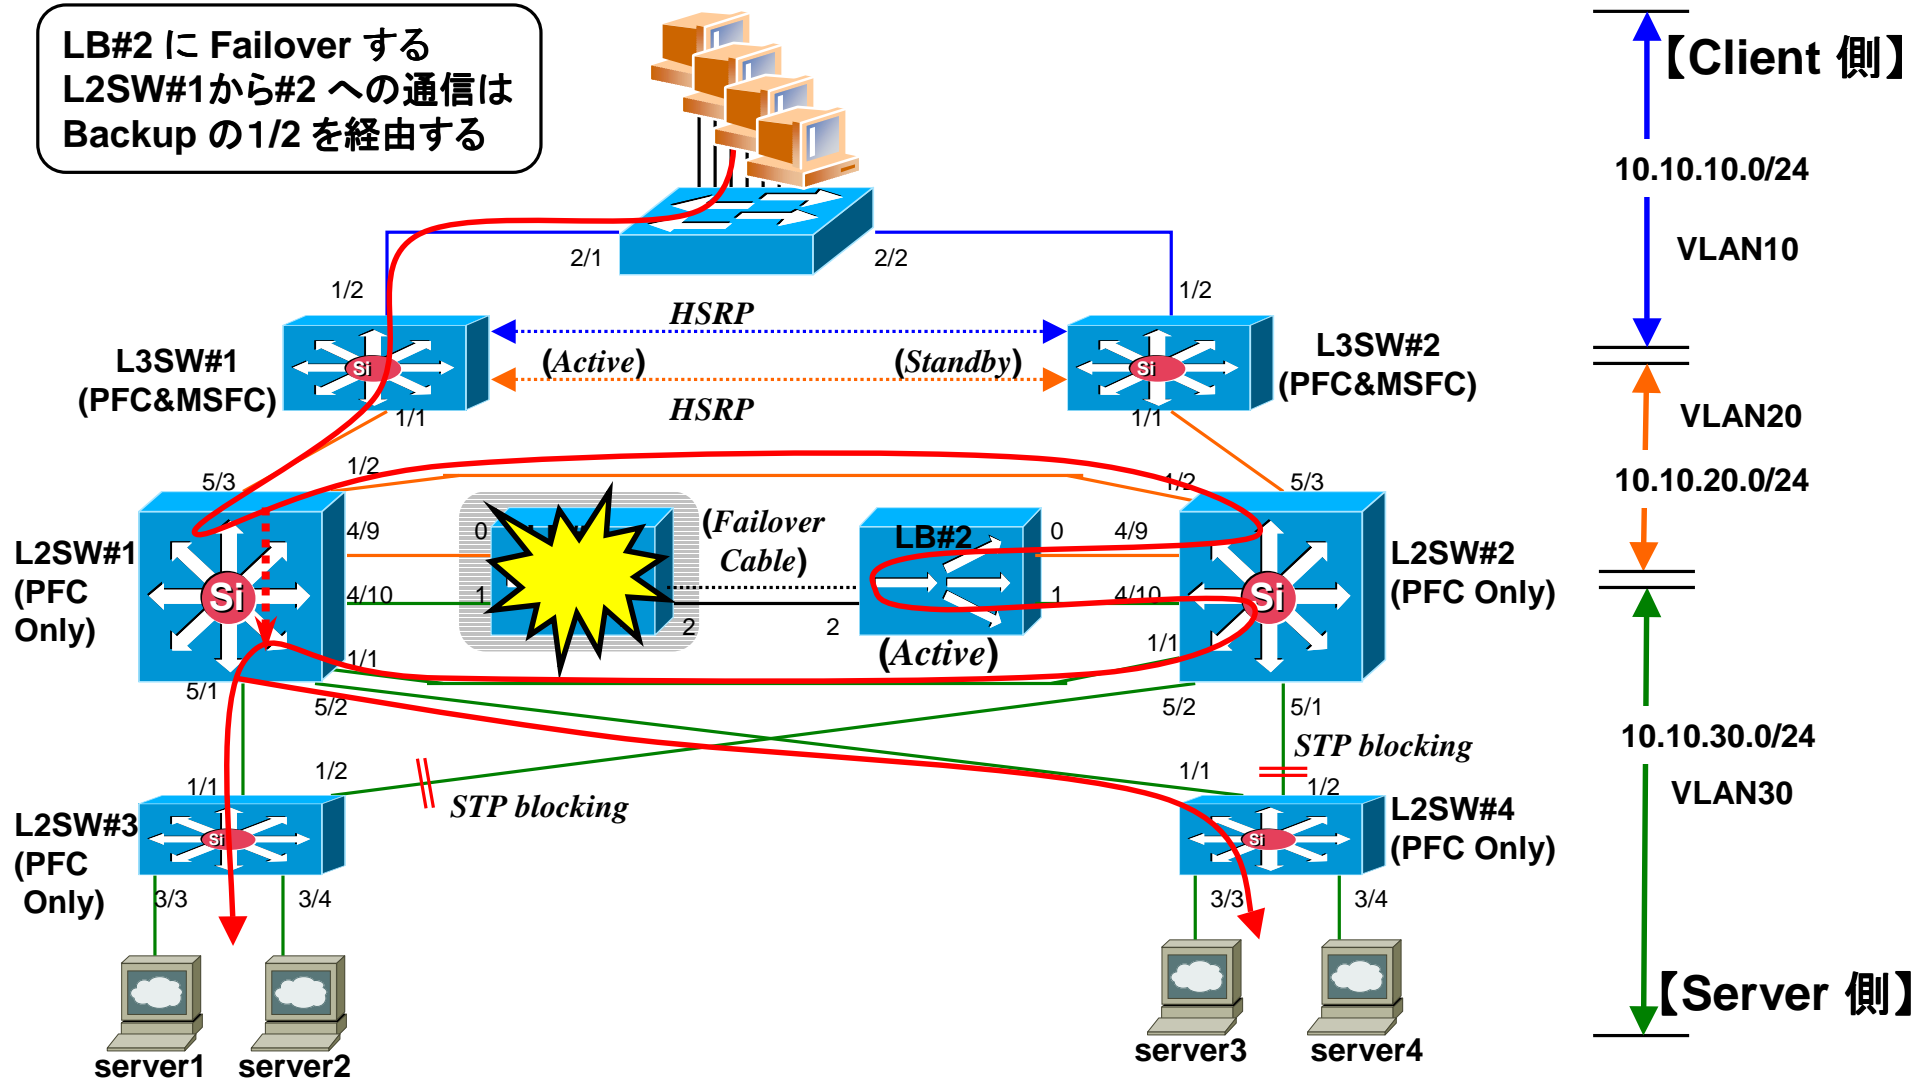 LB#2 に Failover する
L2SW#1から#2 への通信は
Backup の1/2 を経由する
【Client 側】
10.10.10.0/24
VLAN10
2/1
2/2
1/2
1/2
HSRP
L3SW#1
(PFC&MSFC)
(Active)
(Standby)
L3SW#2
(PFC&MSFC)
Si
Si
HSRP
1/1
1/1
VLAN20
10.10.20.0/24
5/3
1/2
1/2
5/3
L2SW#1
(PFC
Only)
Si
4/9
0
(Failover
Cable)
LB#2
0
4/9
L2SW#2
(PFC Only)
Si
4/10
1
1
4/10
2
2
(Active)
1/1
1/1
5/1
5/2
5/2
5/1
10.10.30.0/24
VLAN30
STP blocking
STP blocking
1/1
1/2
1/1
1/2
L2SW#3
(PFC
Only)
Si
L2SW#4
(PFC Only)
Si
3/3
3/4
3/3
3/4
server1
server2
server3
server4
【Server 側】